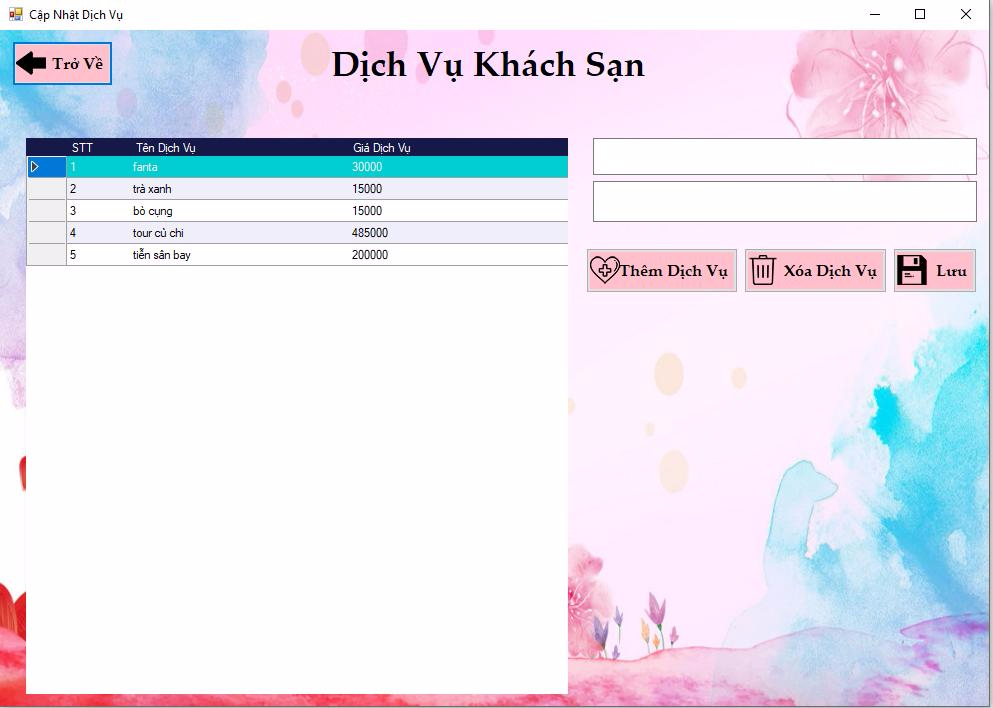 Cập Nhật Dịch Vụ
Trở Về
Dịch Vụ Khách Sạn
STT Tên Dịch Vụ Giá Dịch Vụ
1 fanta 30000
2 trà xanh 15000
3 bò cụng 15000
4 tour củ chi 485000
5 tiễn sân bay 200000
Thêm Dịch Vụ Xóa Dịch Vụ Lưu